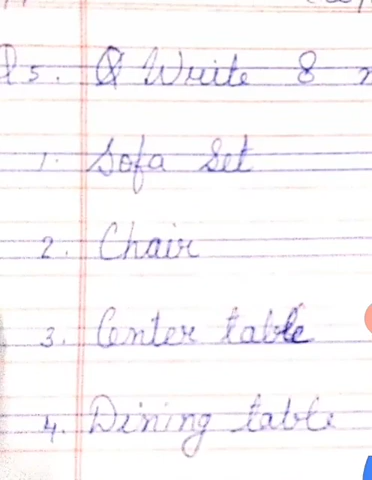 Q5. Write 8
1. Sofa Set
2. Chair
3. Center table
4. Dining table